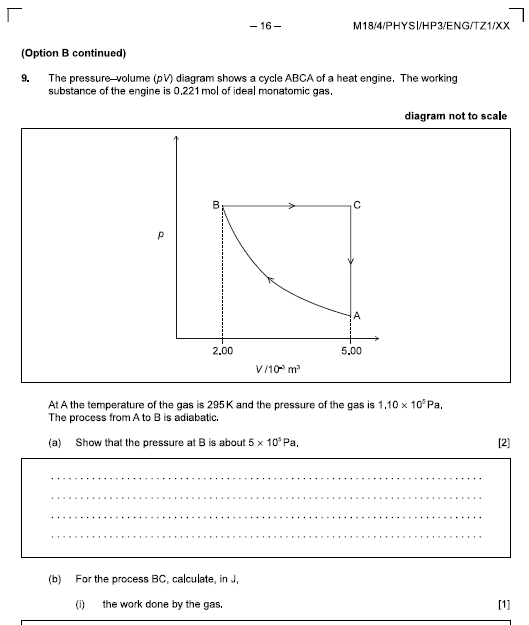 – 16 –
M18/4/PHYSI/HP3/ENG/TZ1/XX
(Option B continued)
9. The pressure–volume (pV) diagram shows a cycle ABCA of a heat engine. The working
substance of the engine is 0.221 mol of ideal monatomic gas.
diagram not to scale
B
C
p
A
2.00
5.00
V /10⁻³ m³
At A the temperature of the gas is 295 K and the pressure of the gas is 1.10 × 10⁵ Pa.
The process from A to B is adiabatic.
(a) Show that the pressure at B is about 5 × 10⁵ Pa. [2]
(b) For the process BC, calculate, in J,
(i) the work done by the gas. [1]